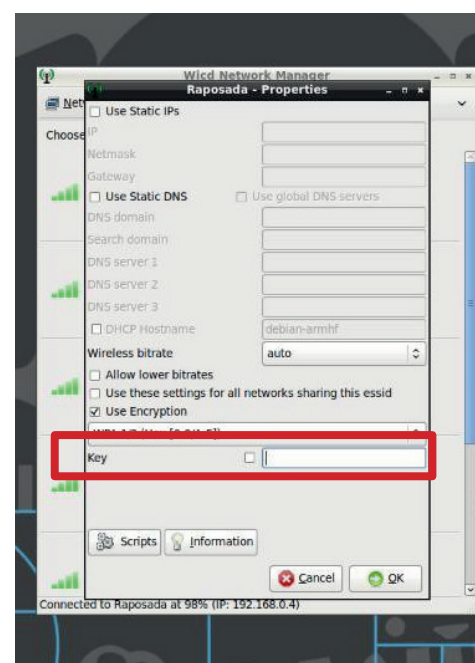 Wicd Network Manager
Raposada - Properties
Net
Choose
Use Static IPs
IP
Netmask
Gateway
Use Static DNS Use global DNS servers
DNS domain
Search domain
DNS server 1
DNS server 2
DNS server 3
DHCP Hostname debian-armhf
Wireless bitrate auto
Allow lower bitrates
Use these settings for all networks sharing this essid
Use Encryption
Key
Scripts Information
Cancel OK
Connected to Raposada at 98% (IP: 192.168.0.4)